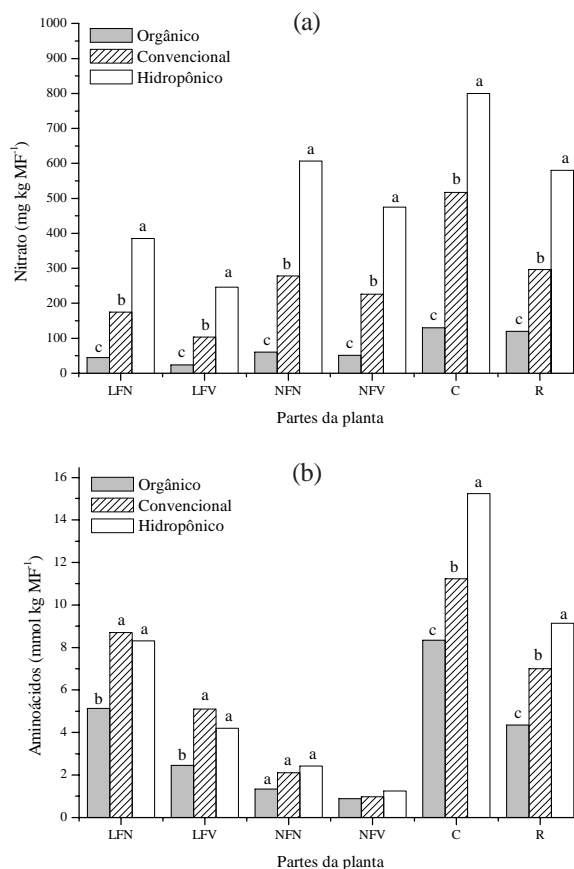 (a)
Orgânico
Convencional
Hidropônico
Nitrato (mg kg MF⁻¹)
1000
900
800
700
600
500
400
300
200
100
0
c b a
c b a
c b a
c b a
c b a
c b a
LFN LFV NFN NFV C R
Partes da planta
(b)
Orgânico
Convencional
Hidropônico
Aminoácidos (mmol kg MF⁻¹)
16
14
12
10
8
6
4
2
0
b a a
b a a
a a a
c b a
c b a
LFN LFV NFN NFV C R
Partes da planta